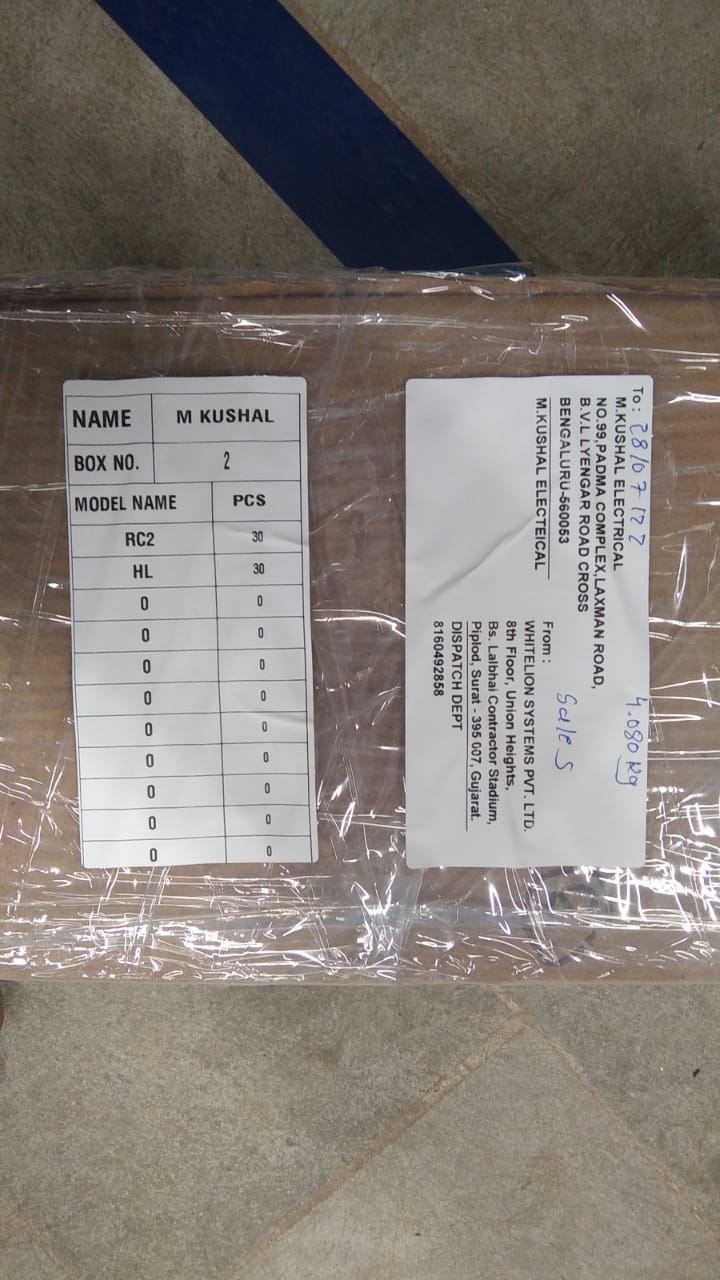 NAME M KUSHAL
BOX NO. 2
MODEL NAME PCS
RC2 30
HL 30
0 0
0 0
0 0
0 0
0 0
0 0
0 0
0 0
0 0
To: 28/07/22
M.KUSHAL ELECTRICAL
NO.99,PADMA COMPLEX,LAXMAN ROAD,
B.V.L LYENGAR ROAD CROSS
BENGALURU-560053
M.KUSHAL ELECTEICAL
4.080 Kg
Sales
From :
WHITELION SYSTEMS PVT. LTD.
8th Floor, Union Heights,
Bs. Lalbhai Contractor Stadium,
Piplod, Surat - 395 007, Gujarat.
DISPATCH DEPT
8160492858